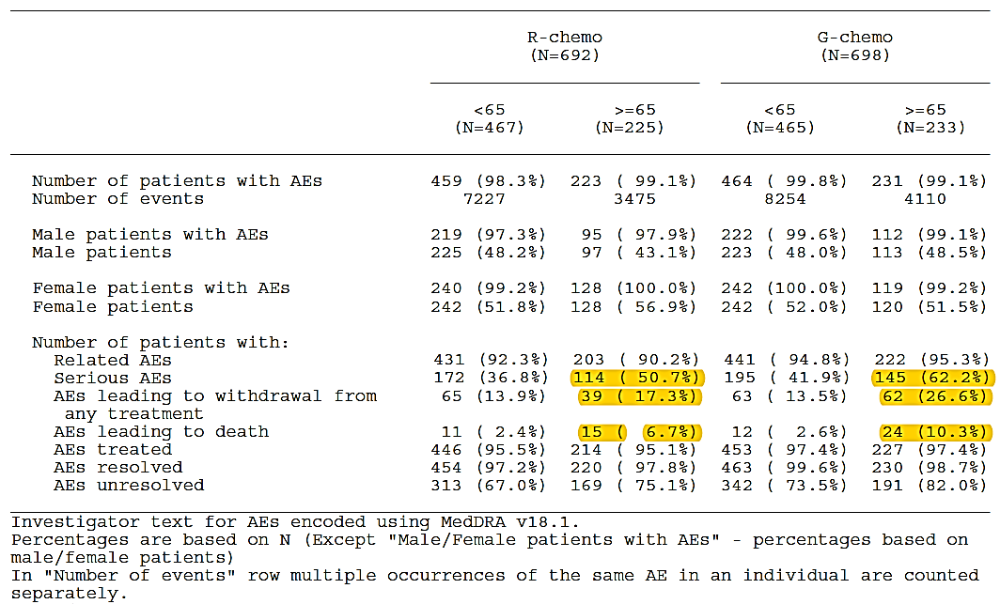 R-chemo G-chemo
(N=692) (N=698)
<65 >=65 <65 >=65
(N=467) (N=225) (N=465) (N=233)
Number of patients with AEs 459 (98.3%) 223 ( 99.1%) 464 ( 99.8%) 231 (99.1%)
Number of events 7227 3475 8254 4110
Male patients with AEs 219 (97.3%) 95 ( 97.9%) 222 ( 99.6%) 112 (99.1%)
Male patients 225 (48.2%) 97 ( 43.1%) 223 ( 48.0%) 113 (48.5%)
Female patients with AEs 240 (99.2%) 128 (100.0%) 242 (100.0%) 119 (99.2%)
Female patients 242 (51.8%) 128 ( 56.9%) 242 ( 52.0%) 120 (51.5%)
Number of patients with:
Related AEs 431 (92.3%) 203 ( 90.2%) 441 ( 94.8%) 222 (95.3%)
Serious AEs 172 (36.8%) 114 ( 50.7%) 195 ( 41.9%) 145 (62.2%)
AEs leading to withdrawal from 65 (13.9%) 39 ( 17.3%) 63 ( 13.5%) 62 (26.6%)
any treatment
AEs leading to death 11 ( 2.4%) 15 ( 6.7%) 12 ( 2.6%) 24 (10.3%)
AEs treated 446 (95.5%) 214 ( 95.1%) 453 ( 97.4%) 227 (97.4%)
AEs resolved 454 (97.2%) 220 ( 97.8%) 463 ( 99.6%) 230 (98.7%)
AEs unresolved 313 (67.0%) 169 ( 75.1%) 342 ( 73.5%) 191 (82.0%)
Investigator text for AEs encoded using MedDRA v18.1.
Percentages are based on N (Except "Male/Female patients with AEs" - percentages based on
male/female patients)
In "Number of events" row multiple occurrences of the same AE in an individual are counted
separately.